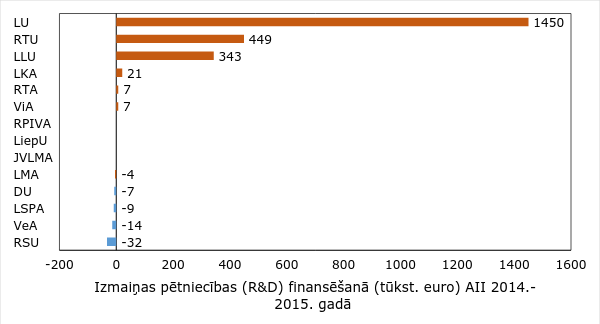 LU 1450
RTU 449
LLU 343
LKA 21
RTA 7
ViA 7
RPIVA
LiepU
JVLMA
LMA -4
DU -7
LSPA -9
VeA -14
RSU -32
-200 0 200 400 600 800 1000 1200 1400 1600
Izmaiņas pētniecības (R&D) finansēšanā (tūkst. euro) AII 2014.-
2015. gadā